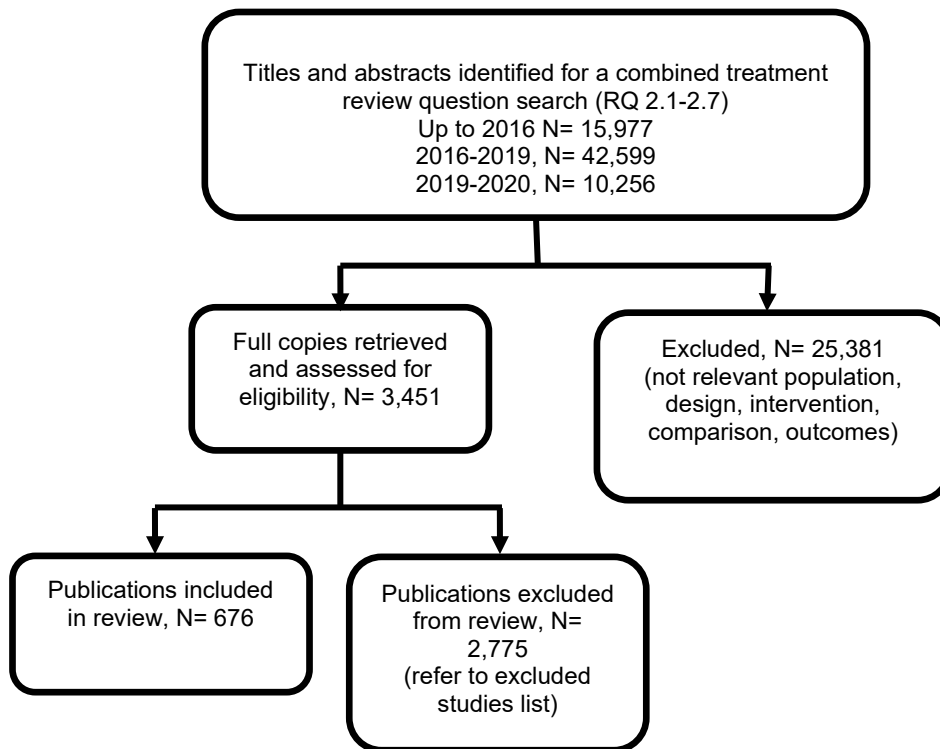 Titles and abstracts identified for a combined treatment
review question search (RQ 2.1-2.7)
Up to 2016 N= 15,977
2016-2019, N= 42,599
2019-2020, N= 10,256
Full copies retrieved
and assessed for
eligibility, N= 3,451
Excluded, N= 25,381
(not relevant population,
design, intervention,
comparison, outcomes)
Publications included
in review, N= 676
Publications excluded
from review, N=
2,775
(refer to excluded
studies list)